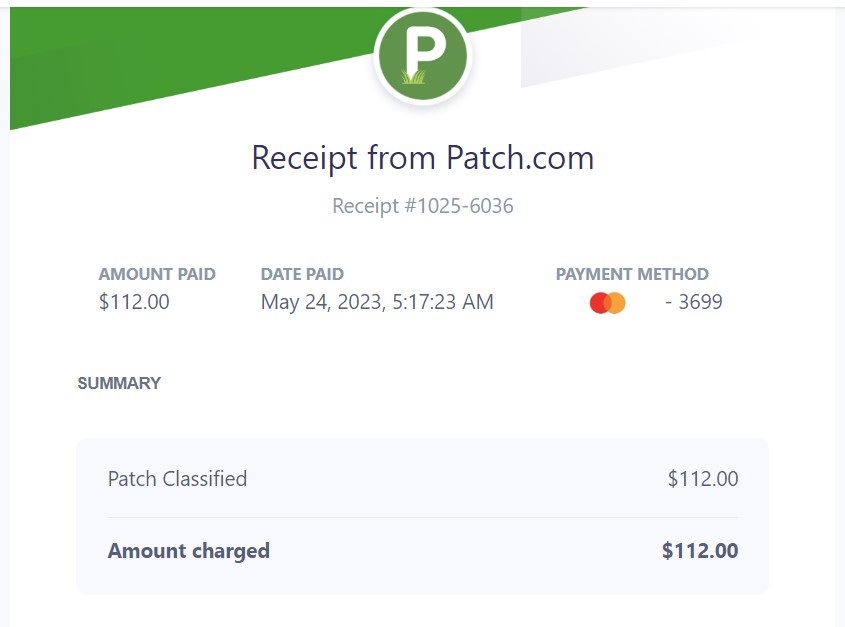 P
Receipt from Patch.com
Receipt #1025-6036
AMOUNT PAID DATE PAID PAYMENT METHOD
$112.00 May 24, 2023, 5:17:23 AM - 3699
SUMMARY
Patch Classified $112.00
Amount charged $112.00